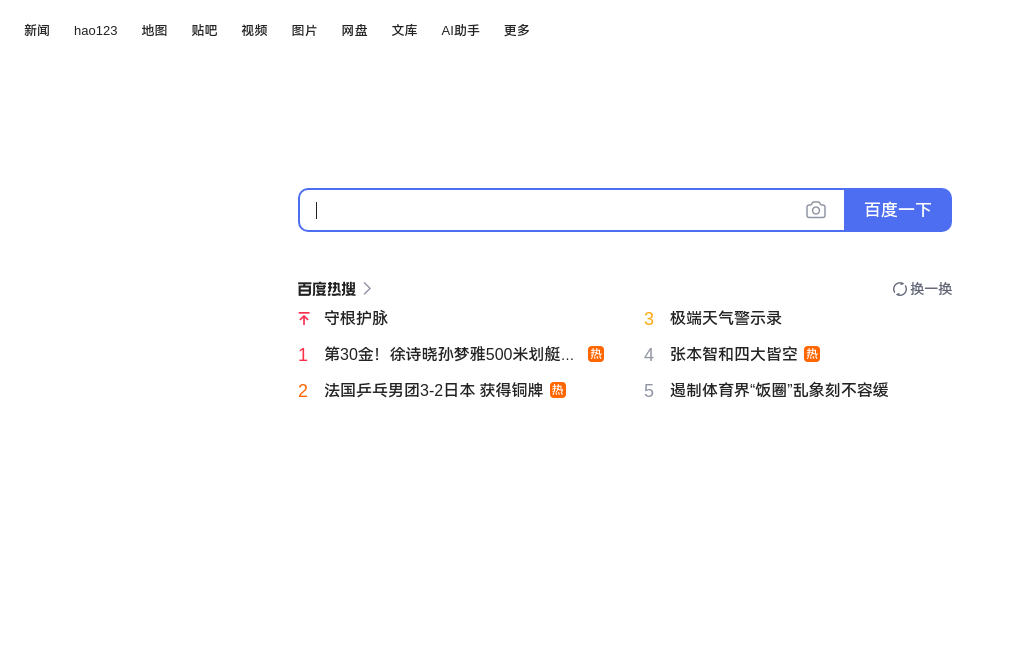 新闻 hao123 地图 贴吧 视频 图片 网盘 文库 AI助手 更多
百度一下
百度热搜 换一换
守根护脉
1 第30金！徐诗晓孙梦雅500米划艇... 热
2 法国乒乓男团3-2日本 获得铜牌 热
3 极端天气警示录
4 张本智和四大皆空 热
5 遏制体育界“饭圈”乱象刻不容缓